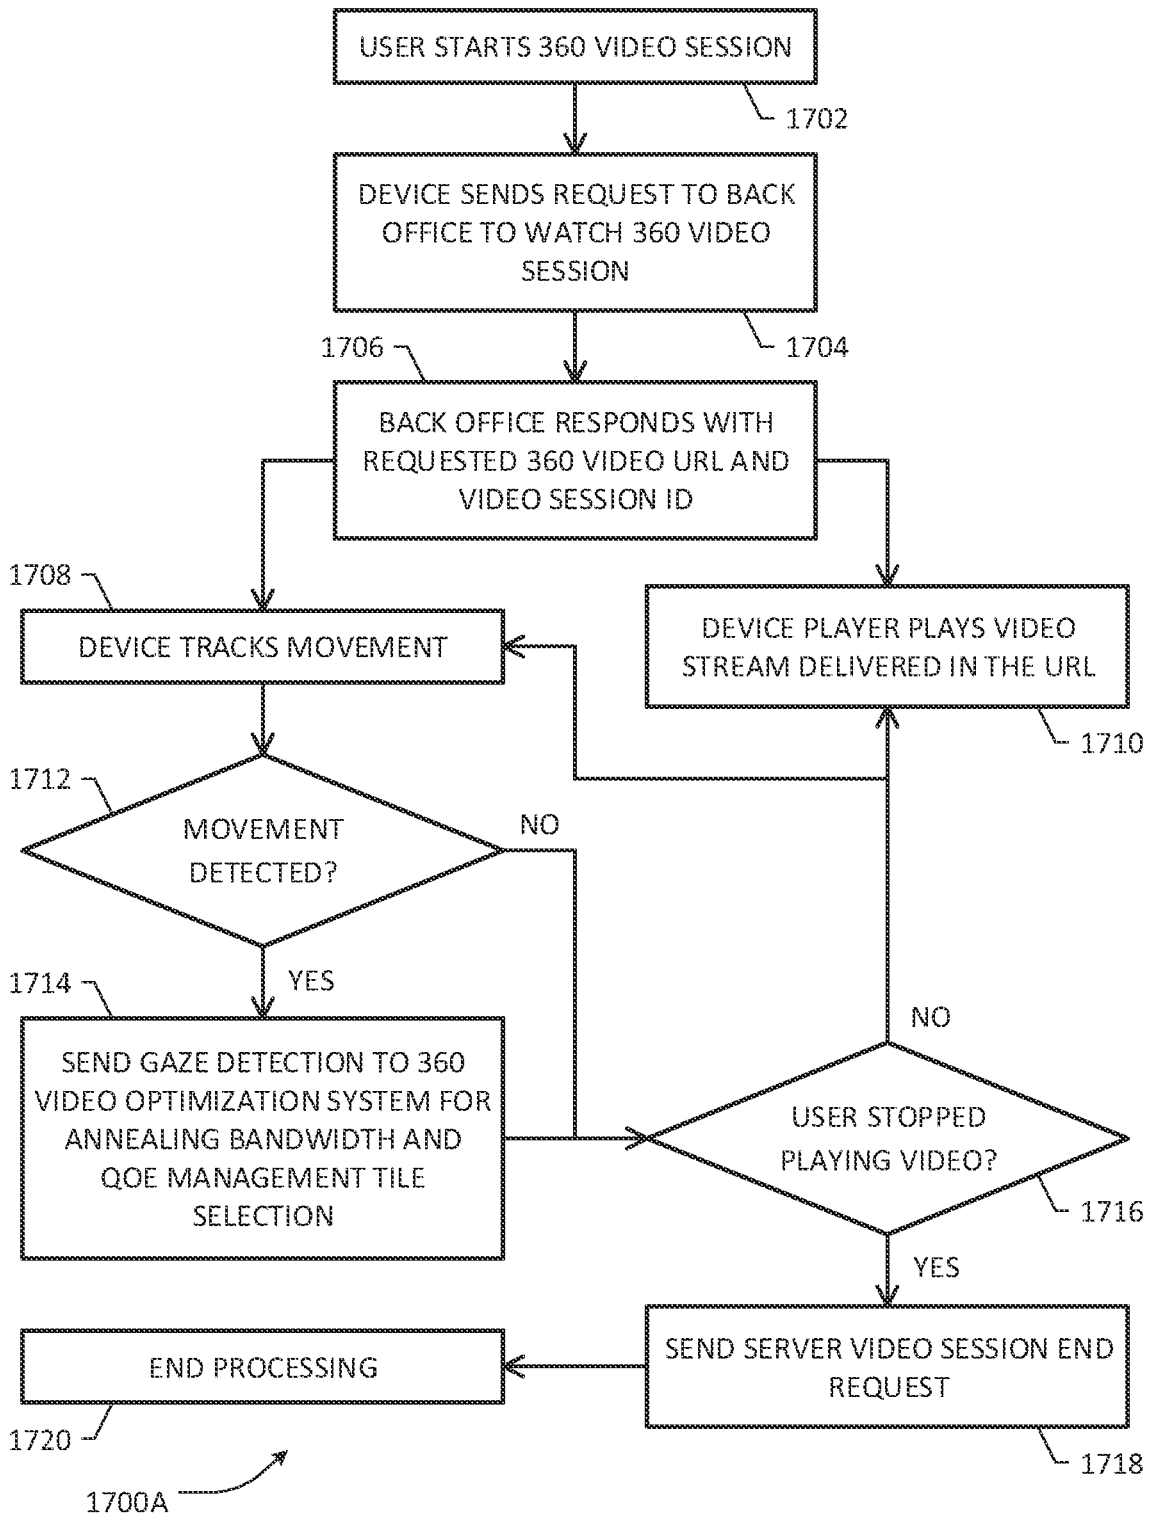 USER STARTS 360 VIDEO SESSION
1702
DEVICE SENDS REQUEST TO BACK
OFFICE TO WATCH 360 VIDEO
SESSION
1704
1706
BACK OFFICE RESPONDS WITH
REQUESTED 360 VIDEO URL AND
VIDEO SESSION ID
1708
DEVICE TRACKS MOVEMENT
DEVICE PLAYER PLAYS VIDEO
STREAM DELIVERED IN THE URL
1710
1712
MOVEMENT
DETECTED?
NO
YES
1714
SEND GAZE DETECTION TO 360
VIDEO OPTIMIZATION SYSTEM FOR
ANNEALING BANDWIDTH AND
QOE MANAGEMENT TILE
SELECTION
NO
USER STOPPED
PLAYING VIDEO?
1716
YES
SEND SERVER VIDEO SESSION END
REQUEST
1718
END PROCESSING
1720
1700A